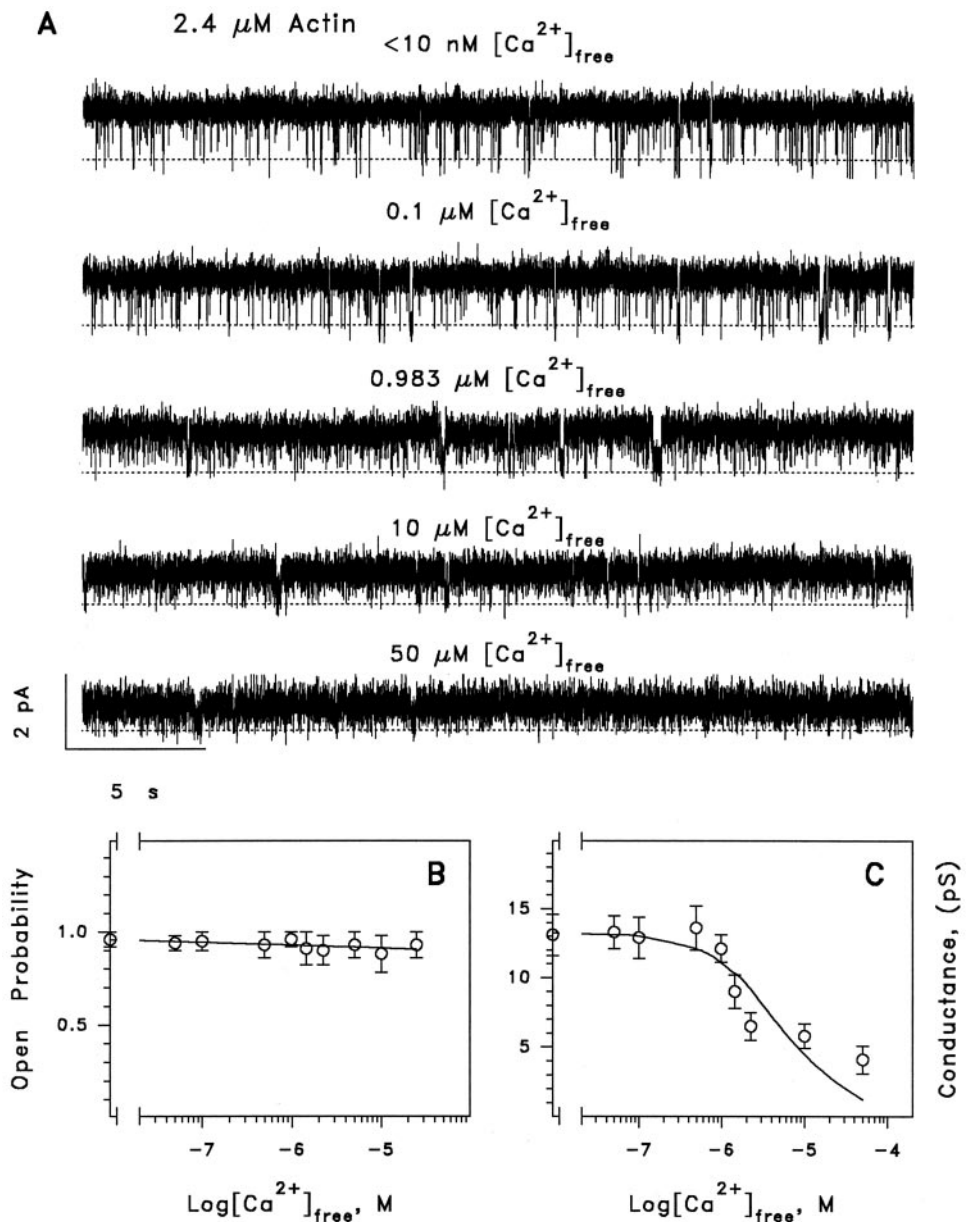 A
2.4 μM Actin
<10 nM [Ca²⁺]free
0.1 μM [Ca²⁺]free
0.983 μM [Ca²⁺]free
10 μM [Ca²⁺]free
50 μM [Ca²⁺]free
2 pA
5 s
B
Open Probability
1.0
0.5
-7
-6
-5
Log[Ca²⁺]free, M
C
Conductance, (pS)
15
10
5
-7
-6
-5
-4
Log[Ca²⁺]free, M